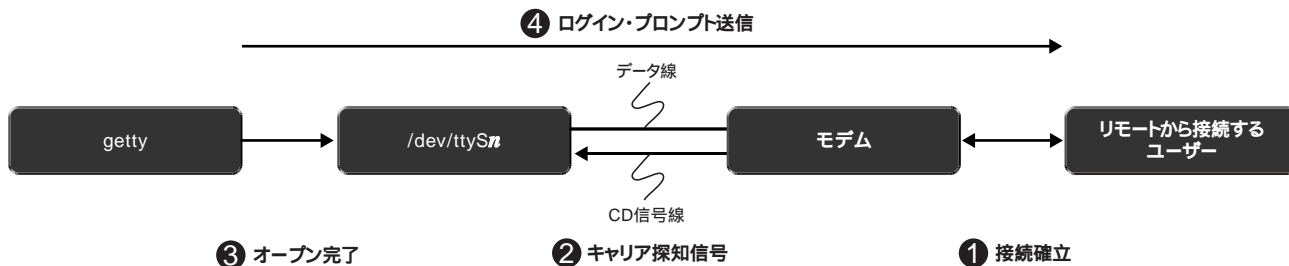 ❹ ログイン・プロンプト送信
データ線
getty
/dev/ttySn
モデム
リモートから接続する
ユーザー
CD信号線
❸ オープン完了
❷ キャリア探知信号
❶ 接続確立